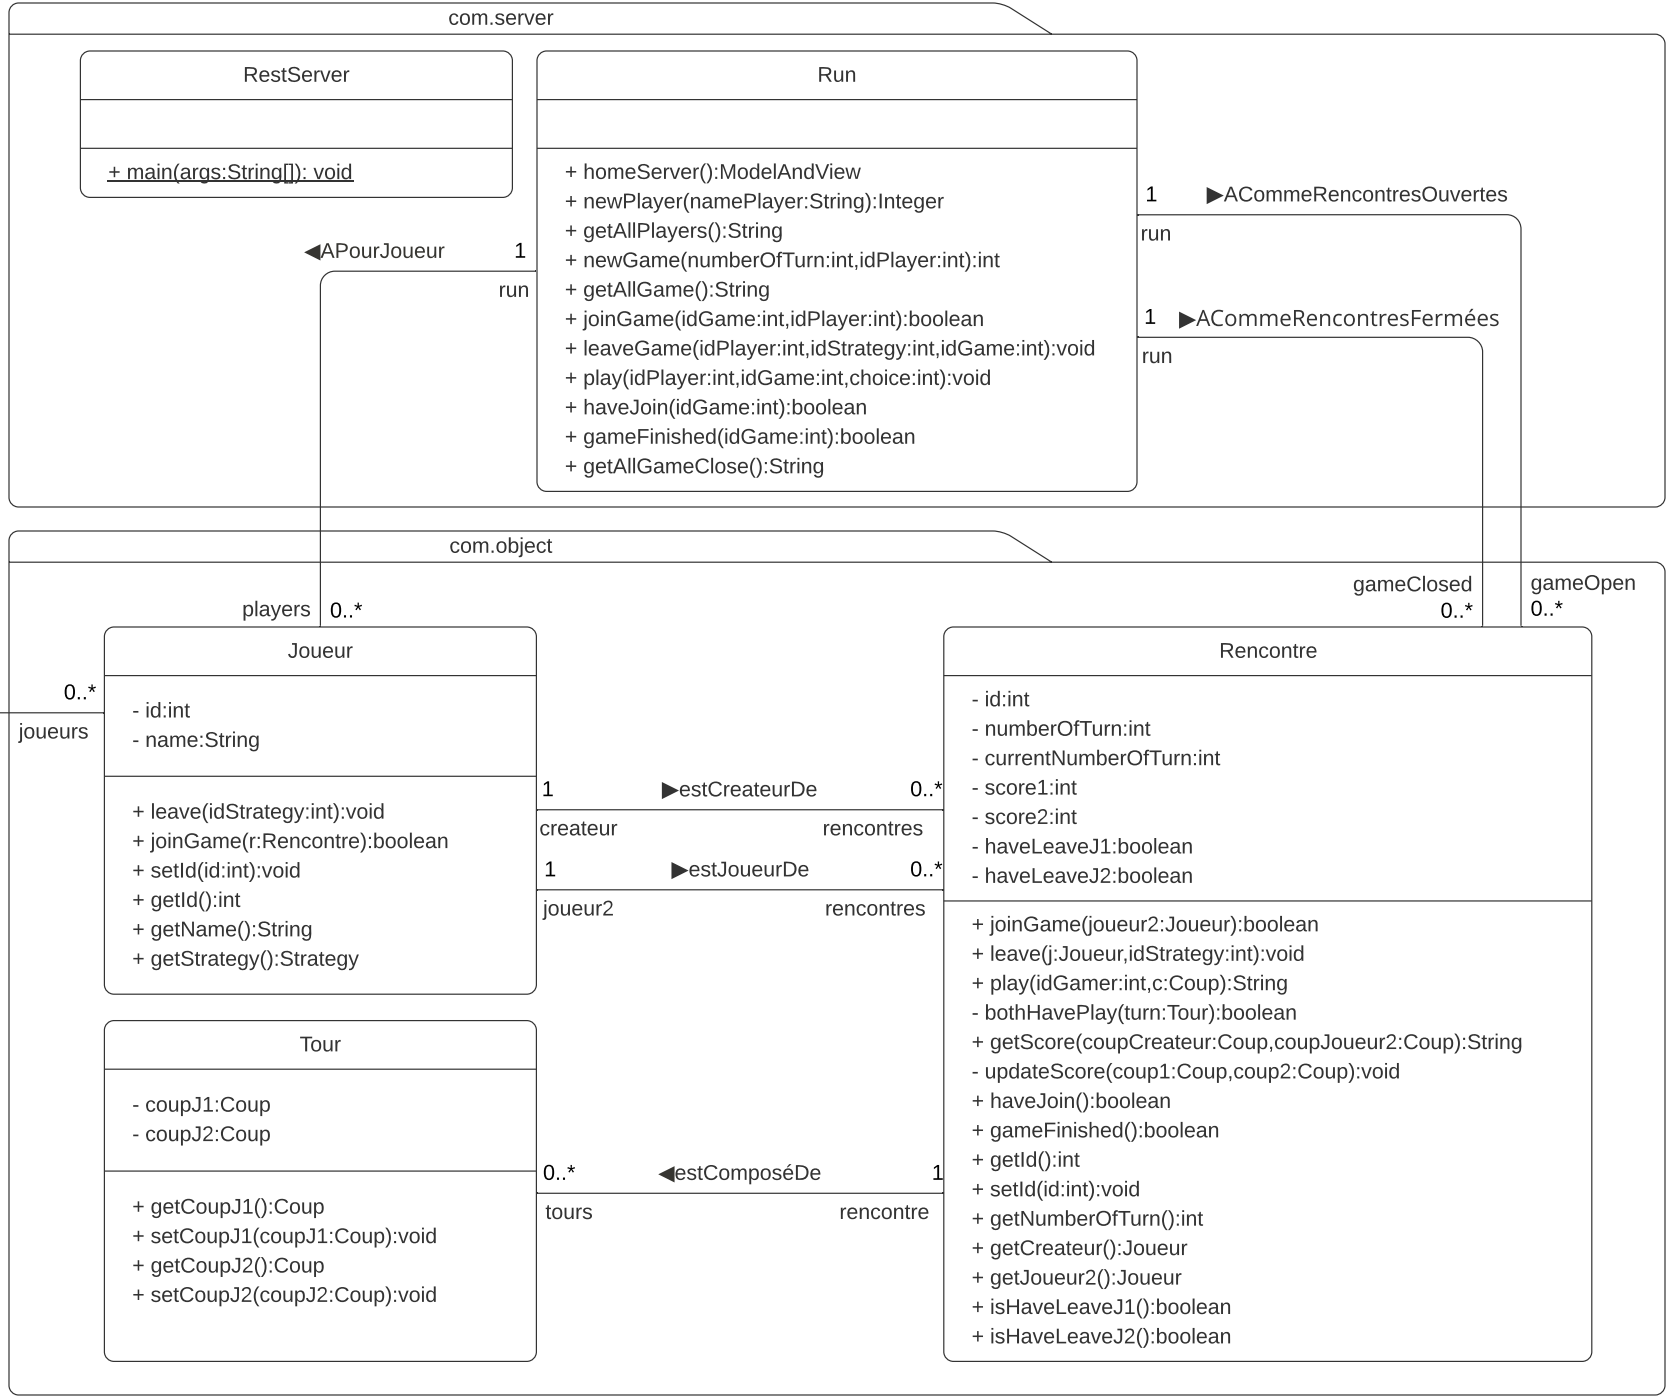 com.server
RestServer
+ main(args:String[]): void
Run
+ homeServer():ModelAndView
+ newPlayer(namePlayer:String):Integer
+ getAllPlayers():String
+ newGame(numberOfTurn:int,idPlayer:int):int
+ getAllGame():String
+ joinGame(idGame:int,idPlayer:int):boolean
+ leaveGame(idPlayer:int,idStrategy:int,idGame:int):void
+ play(idPlayer:int,idGame:int,choice:int):void
+ haveJoin(idGame:int):boolean
+ gameFinished(idGame:int):boolean
+ getAllGameClose():String
◀APourJoueur
1
run
1
▶ACommeRencontresOuvertes
run
1
▶ACommeRencontresFermées
run
com.object
players
0..*
gameClosed
0..*
gameOpen
0..*
0..*
joueurs
Joueur
- id:int
- name:String
+ leave(idStrategy:int):void
+ joinGame(r:Rencontre):boolean
+ setId(id:int):void
+ getId():int
+ getName():String
+ getStrategy():Strategy
1
▶estCreateurDe
0..*
createur
rencontres
1
▶estJoueurDe
0..*
joueur2
rencontres
Rencontre
- id:int
- numberOfTurn:int
- currentNumberOfTurn:int
- score1:int
- score2:int
- haveLeaveJ1:boolean
- haveLeaveJ2:boolean
+ joinGame(joueur2:Joueur):boolean
+ leave(j:Joueur,idStrategy:int):void
+ play(idGamer:int,c:Coup):String
- bothHavePlay(turn:Tour):boolean
+ getScore(coupCreateur:Coup,coupJoueur2:Coup):String
- updateScore(coup1:Coup,coup2:Coup):void
+ haveJoin():boolean
+ gameFinished():boolean
+ getId():int
+ setId(id:int):void
+ getNumberOfTurn():int
+ getCreateur():Joueur
+ getJoueur2():Joueur
+ isHaveLeaveJ1():boolean
+ isHaveLeaveJ2():boolean
Tour
- coupJ1:Coup
- coupJ2:Coup
+ getCoupJ1():Coup
+ setCoupJ1(coupJ1:Coup):void
+ getCoupJ2():Coup
+ setCoupJ2(coupJ2:Coup):void
0..*
◀estComposéDe
1
tours
rencontre